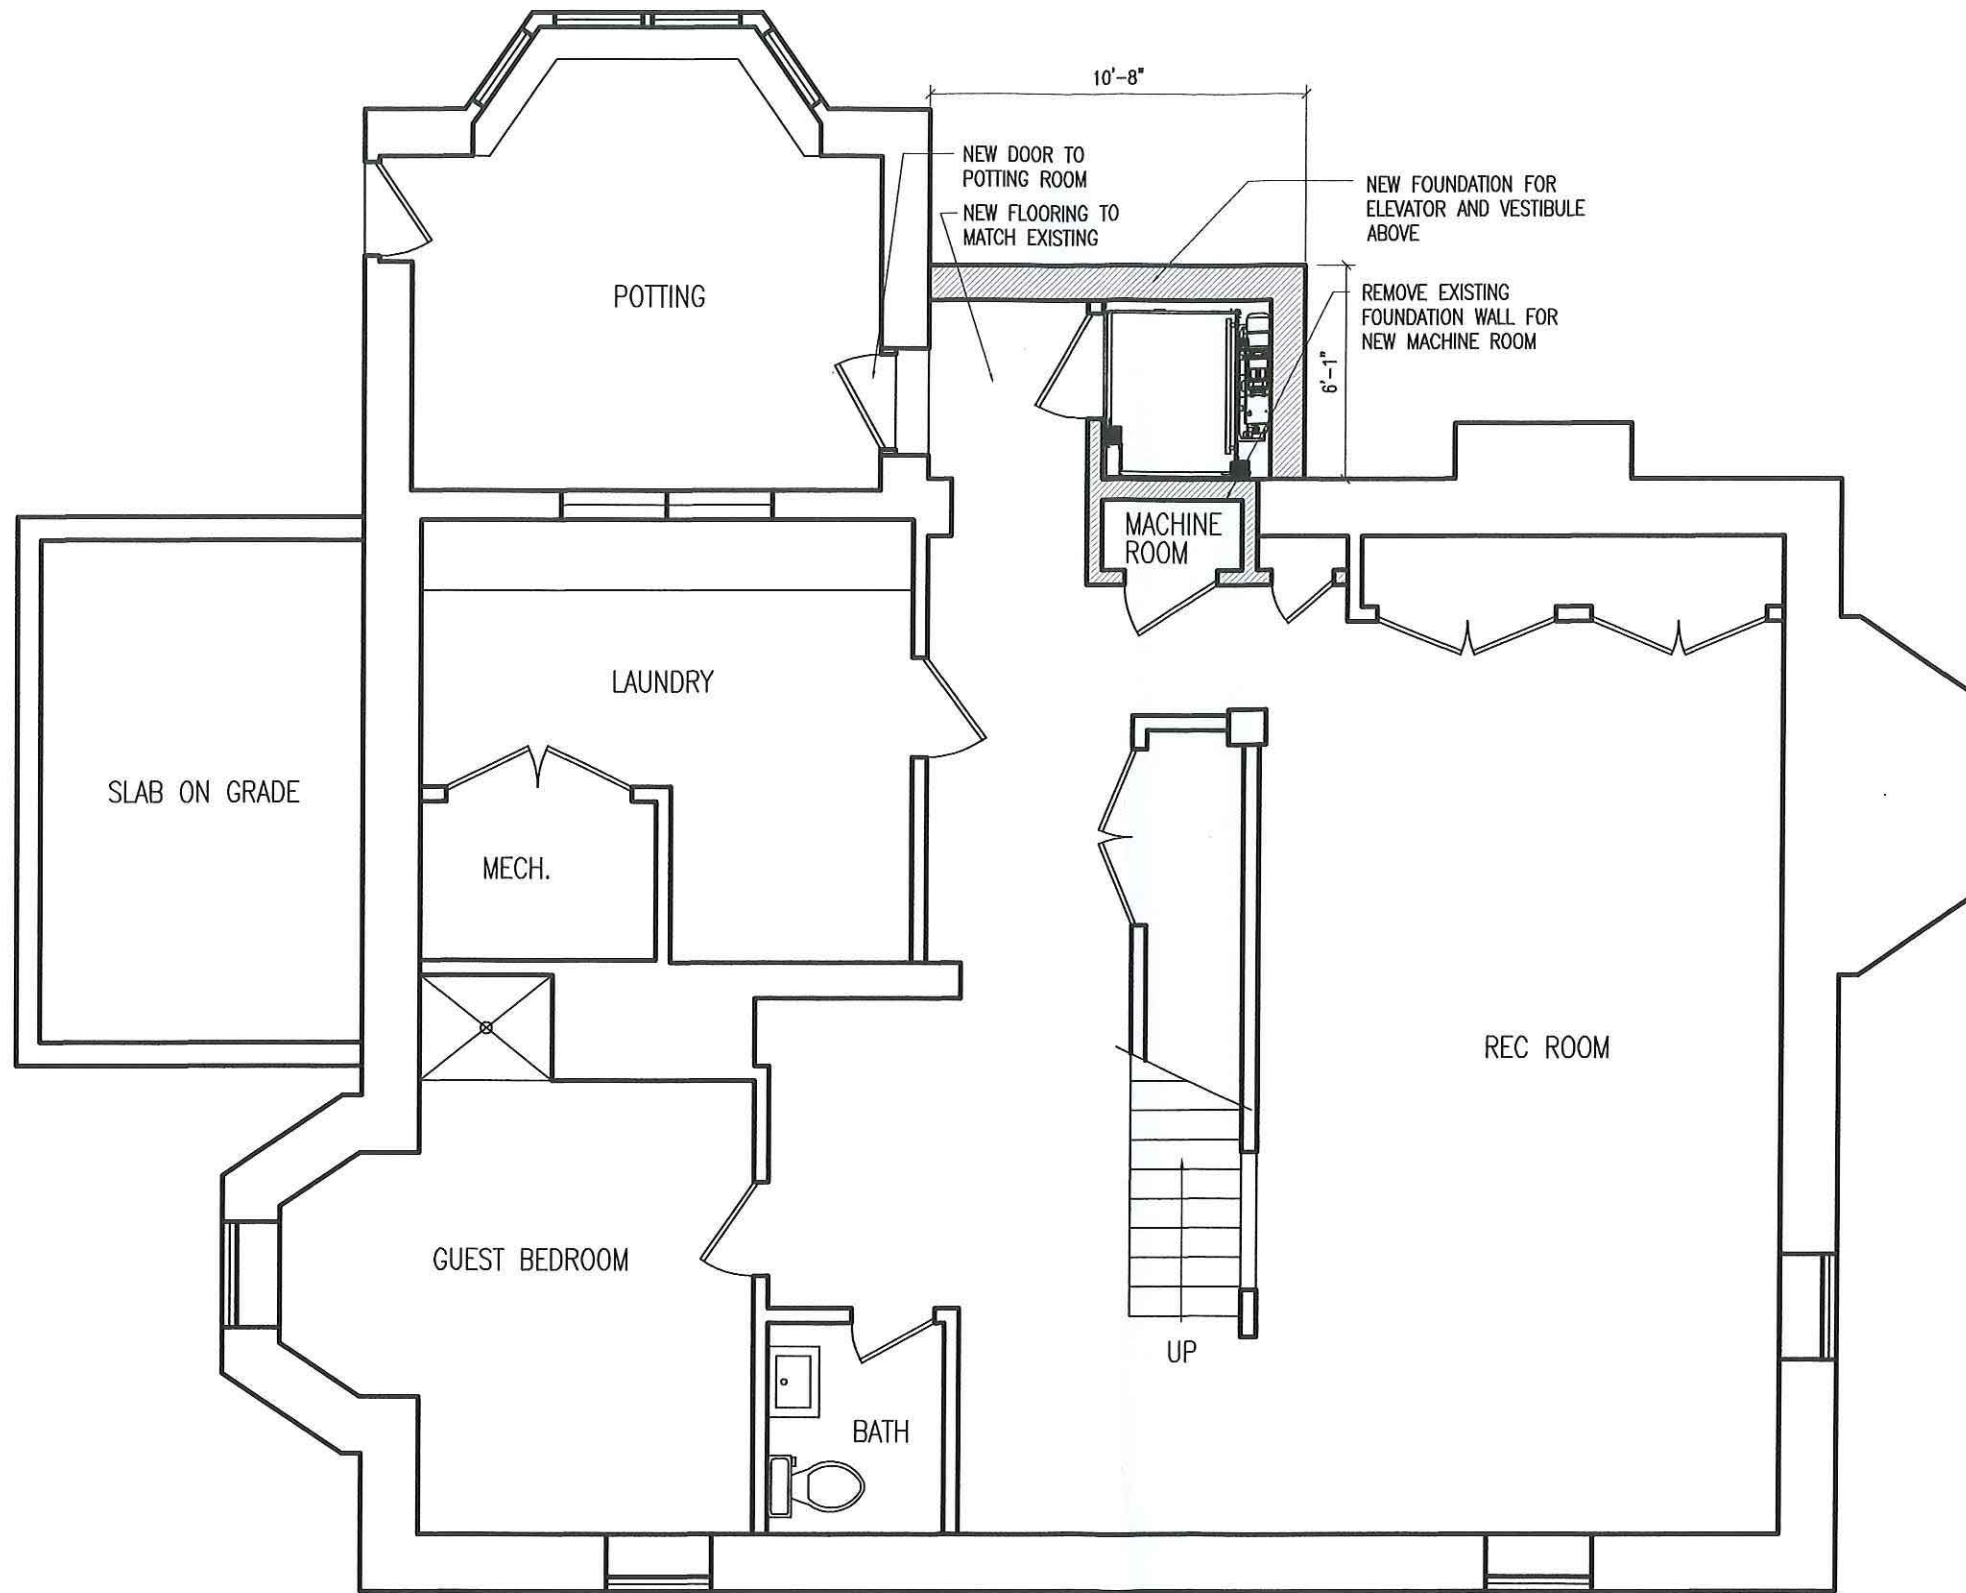 10'-8"
NEW DOOR TO
POTTING ROOM
NEW FLOORING TO
MATCH EXISTING
NEW FOUNDATION FOR
ELEVATOR AND VESTIBULE
ABOVE
REMOVE EXISTING
FOUNDATION WALL FOR
NEW MACHINE ROOM
6'-1"
POTTING
MACHINE
ROOM
LAUNDRY
SLAB ON GRADE
MECH.
REC ROOM
GUEST BEDROOM
UP
BATH